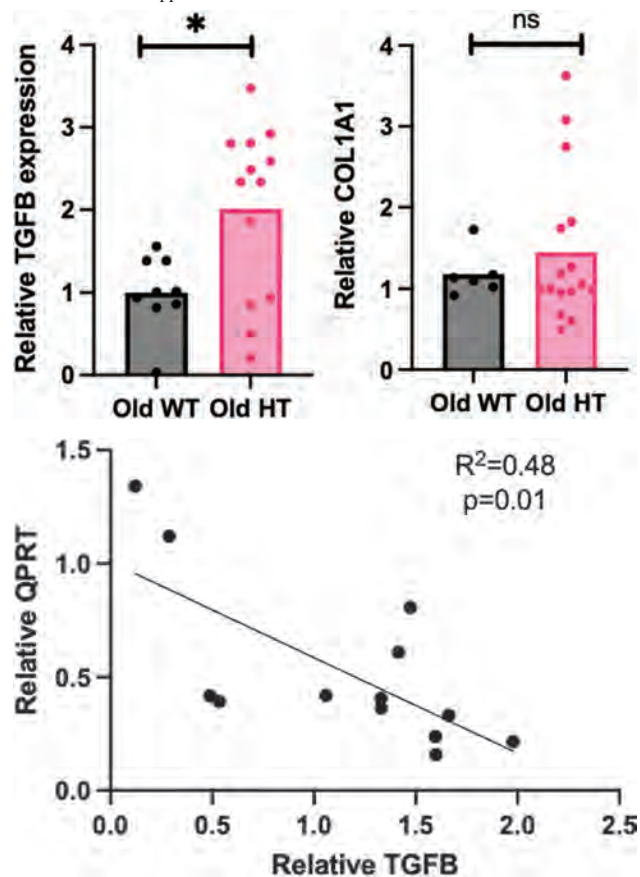 *
ns
Relative TGFB expression
4
3
2
1
0
Old WT Old HT
Relative COL1A1
4
3
2
1
0
Old WT Old HT
R²=0.48
p=0.01
Relative QPRT
1.5
1.0
0.5
0.0
0.0 0.5 1.0 1.5 2.0 2.5
Relative TGFB